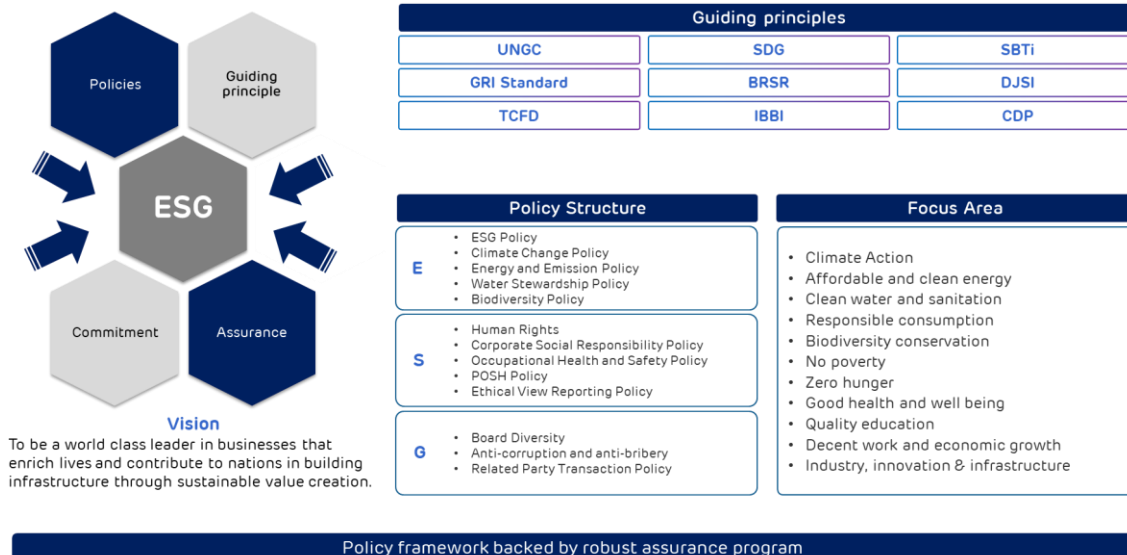 Policies
Guiding
principle
ESG
Commitment
Assurance
Vision
To be a world class leader in businesses that
enrich lives and contribute to nations in building
infrastructure through sustainable value creation.
Guiding principles
UNGC
SDG
SBTi
GRI Standard
BRSR
DJSI
TCFD
IBBI
CDP
Policy Structure
E
• ESG Policy
• Climate Change Policy
• Energy and Emission Policy
• Water Stewardship Policy
• Biodiversity Policy
S
• Human Rights
• Corporate Social Responsibility Policy
• Occupational Health and Safety Policy
• POSH Policy
• Ethical View Reporting Policy
G
• Board Diversity
• Anti-corruption and anti-bribery
• Related Party Transaction Policy
Focus Area
• Climate Action
• Affordable and clean energy
• Clean water and sanitation
• Responsible consumption
• Biodiversity conservation
• No poverty
• Zero hunger
• Good health and well being
• Quality education
• Decent work and economic growth
• Industry, innovation & infrastructure
Policy framework backed by robust assurance program